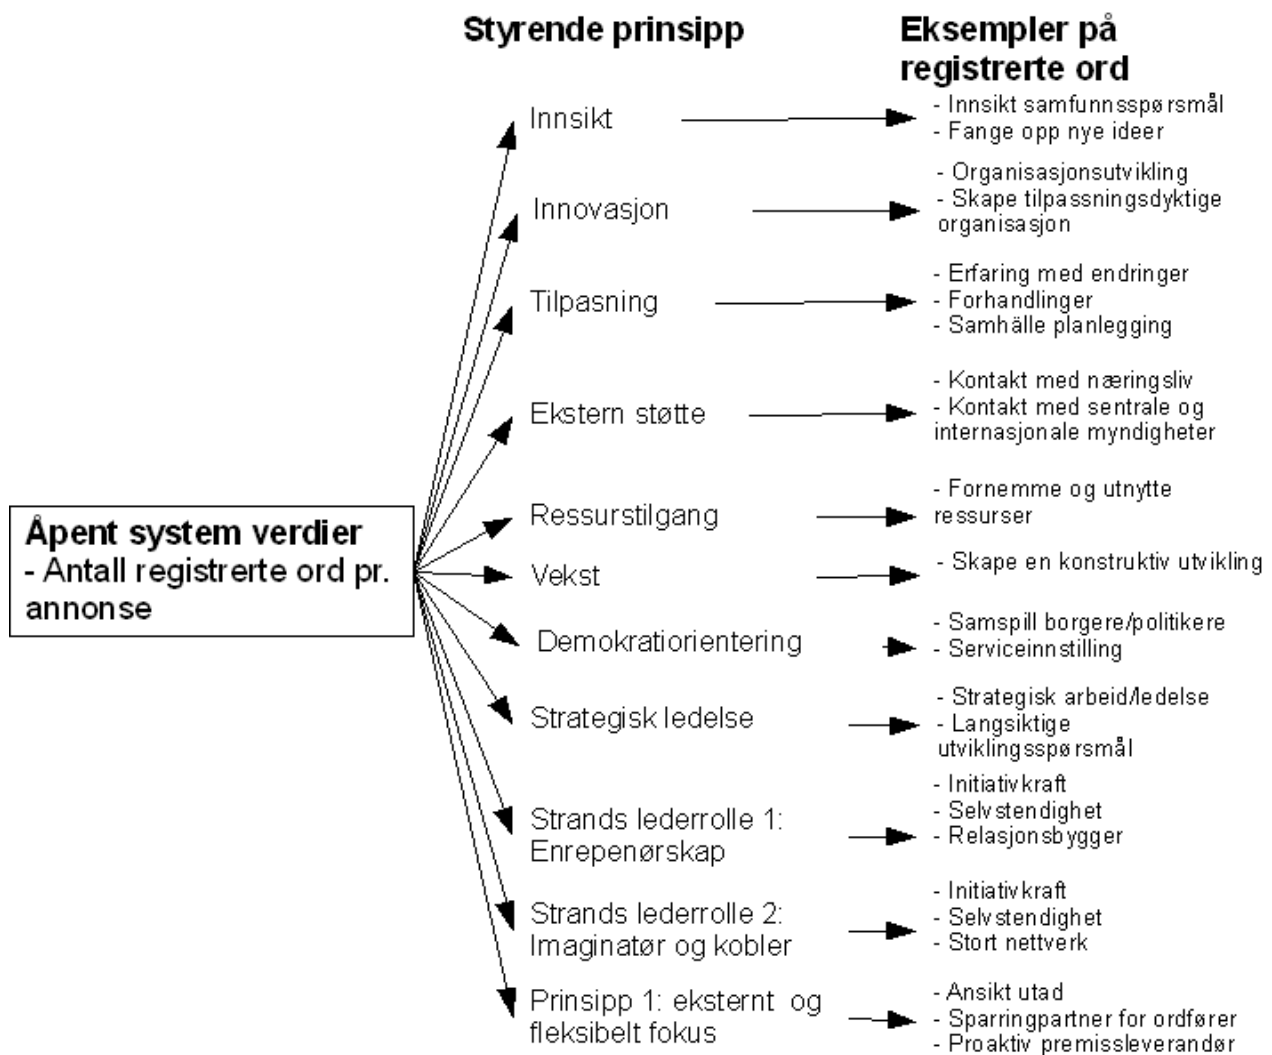 Styrende prinsipp
Eksempler på
registrerte ord
Innsikt
- Innsikt samfunnsspørsmål
- Fange opp nye ideer
Innovasjon
- Organisasjonsutvikling
- Skape tilpassningsdyktige
organisasjon
Tilpasning
- Erfaring med endringer
- Forhandlinger
- Samhälle planlegging
Ekstern støtte
- Kontakt med næringsliv
- Kontakt med sentrale og
internasjonale myndigheter
Åpent system verdier
- Antall registrerte ord pr.
annonse
Ressurstilgang
- Fornemme og utnytte
ressurser
Vekst
- Skape en konstruktiv utvikling
Demokratiorientering
- Samspill borgere/politikere
- Serviceinnstilling
Strategisk ledelse
- Strategisk arbeid/ledelse
- Langsiktige
utviklingsspørsmål
Strands lederrolle 1:
Enrepenørskap
- Initiativkraft
- Selvstendighet
- Relasjonsbygger
Strands lederrolle 2:
Imaginatør og kobler
- Initiativkraft
- Selvstendighet
- Stort nettverk
Prinsipp 1: eksternt og
fleksibelt fokus
- Ansikt utad
- Sparringpartner for ordfører
- Proaktiv premissleverandør